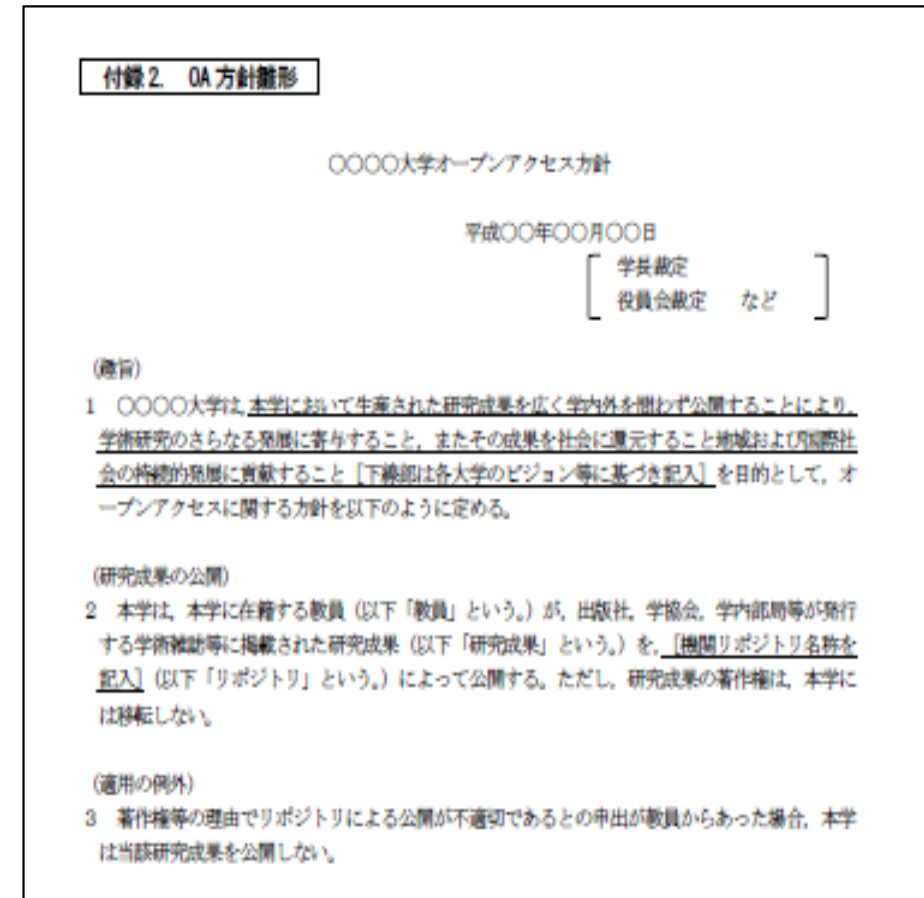 付録2. OA方針雛形
〇〇〇〇大学オープンアクセス方針
平成〇〇年〇〇月〇〇日
学長裁定
役員会裁定 など
(趣旨)
1 〇〇〇〇大学は,本学において生産された研究成果を広く学内外を問わず公開することにより,
学術研究のさらなる発展に寄与すること,またその成果を社会に還元すること地域および国際社
会の持続的発展に貢献すること[下線部は各大学のビジョン等に基づき記入]を目的として,オ
ープンアクセスに関する方針を以下のように定める。
(研究成果の公開)
2 本学は,本学に在籍する教員(以下「教員」という。)が,出版社,学協会,学内部局等が発行
する学術雑誌等に掲載された研究成果(以下「研究成果」という。)を,[機関リポジトリ名称を
記入](以下「リポジトリ」という。)によって公開する。ただし,研究成果の著作権は,本学に
は移転しない。
(適用の例外)
3 著作権等の理由でリポジトリによる公開が不適切であるとの申出が教員からあった場合,本学
は当該研究成果を公開しない。